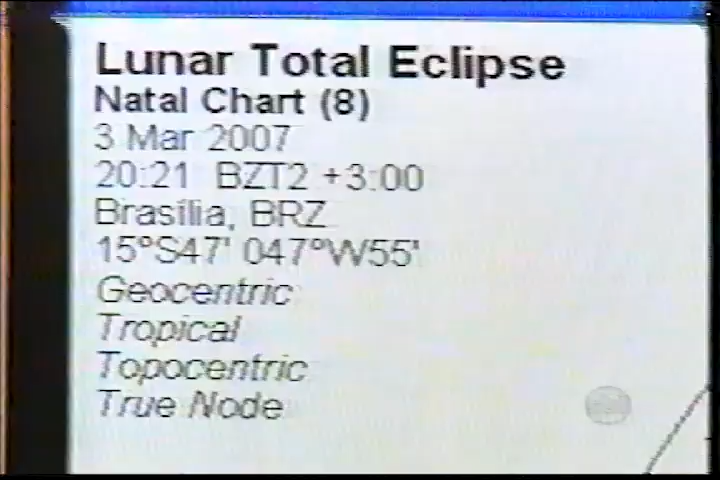 Lunar Total Eclipse
Natal Chart (8)
3 Mar 2007
20:21 BZT2 +3:00
Brasília, BRZ
15°S47' 047°W55'
Geocentric
Tropical
Topocentric
True Node